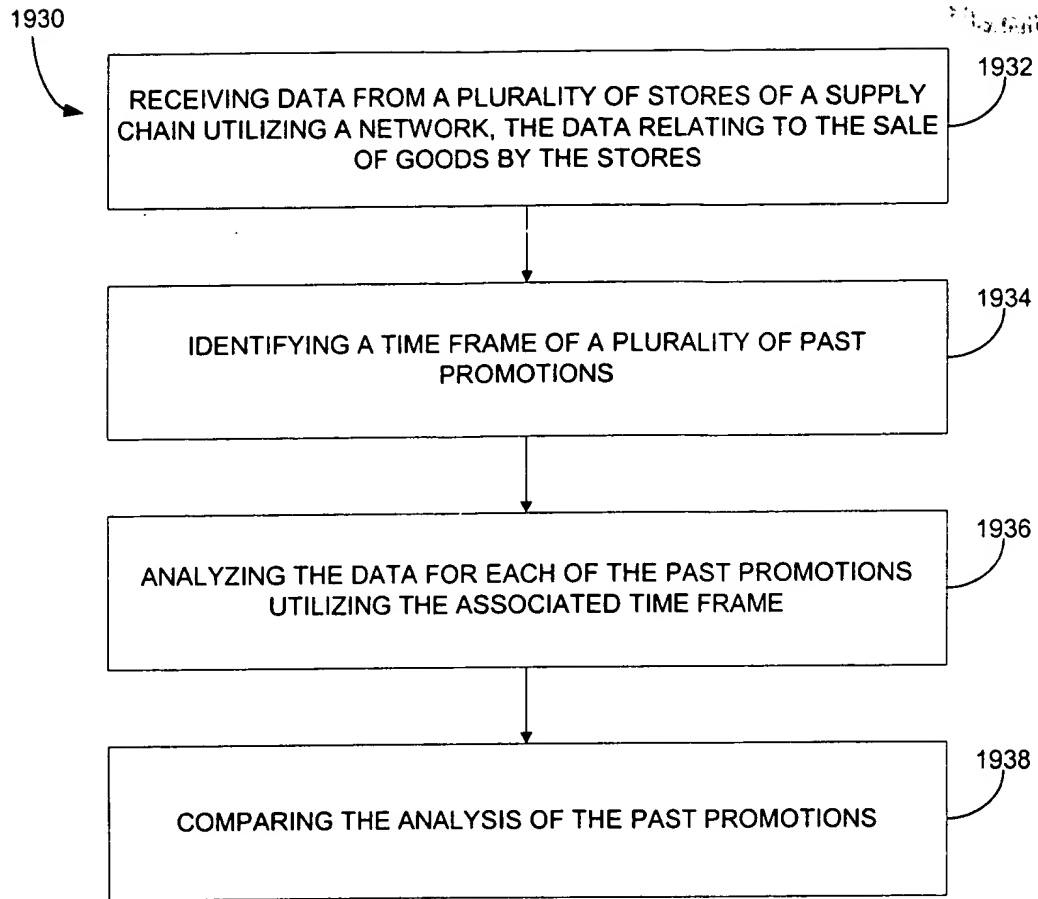 1930
1932
RECEIVING DATA FROM A PLURALITY OF STORES OF A SUPPLY
CHAIN UTILIZING A NETWORK, THE DATA RELATING TO THE SALE
OF GOODS BY THE STORES
1934
IDENTIFYING A TIME FRAME OF A PLURALITY OF PAST
PROMOTIONS
1936
ANALYZING THE DATA FOR EACH OF THE PAST PROMOTIONS
UTILIZING THE ASSOCIATED TIME FRAME
1938
COMPARING THE ANALYSIS OF THE PAST PROMOTIONS